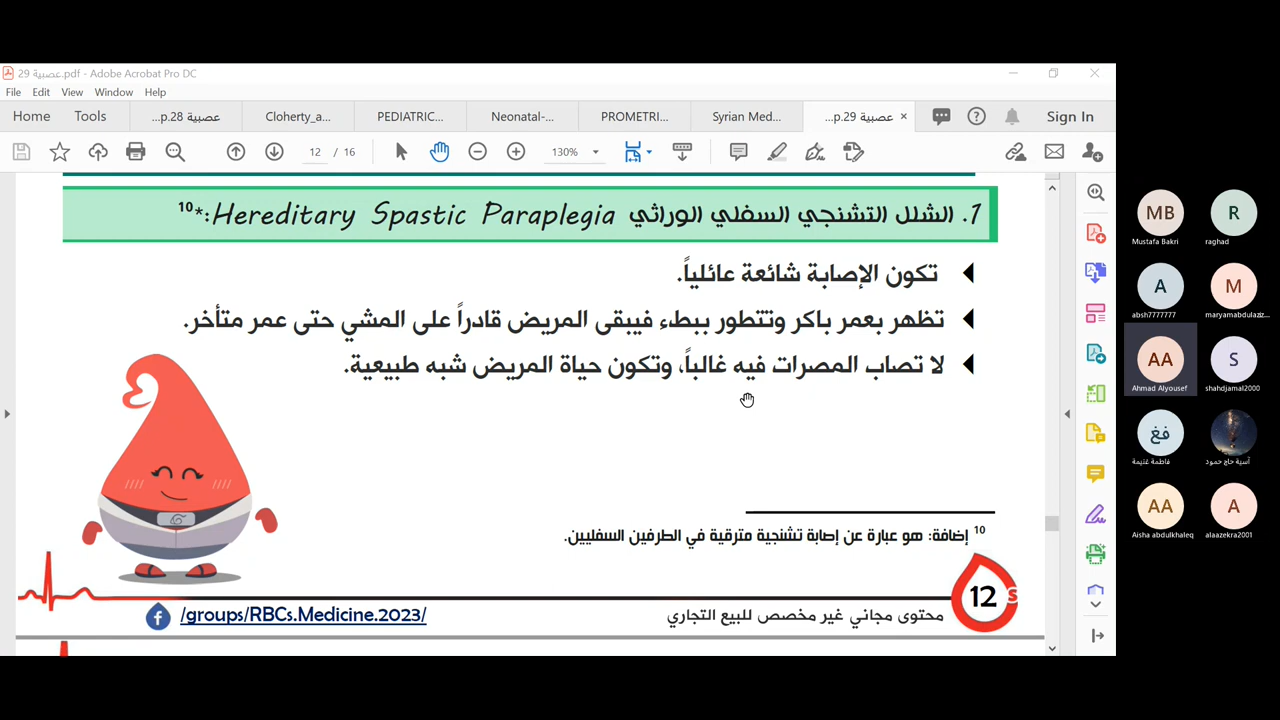 عصبية 29.pdf - Adobe Acrobat Pro DC
File Edit View Window Help
Home Tools عصبية 28.p... Cloherty_a... PEDIATRIC... Neonatal-... PROMETRI... Syrian Med... عصبية 29.p... × Sign In
12 / 16 130%
1. الشلل التشنجي السفلي الوراثي Hereditary Spastic Paraplegia:*10
تكون الإصابة شائعة عائلياً.
تظهر بعمر باكر وتتطور ببطء فيبقى المريض قادراً على المشي حتى عمر متأخر.
لا تصاب المصرات فيه غالباً، وتكون حياة المريض شبه طبيعية.
10 إضافة: هو عبارة عن إصابة تشنجية مترقية في الطرفين السفليين.
12
محتوى مجاني غير مخصص للبيع التجاري
/groups/RBCs.Medicine.2023/
MB R
Mustafa Bakri raghad
A M
absh7777777 maryamabdulaziz...
AA S
Ahmad Alyousef shahdjamal2000
فغ
فاطمة غنيمة آسية حاج حمود
AA A
Aisha abdulkhaleq alaazekra2001